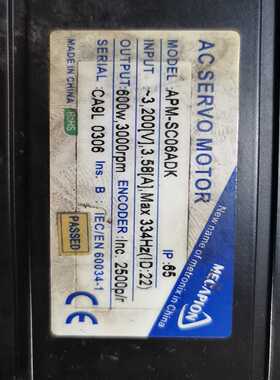 AC SERVO MOTOR
MECAPION
New name of metronix in China
MODEL APM-SC06ADK IP :65
INPUT ~3,200[V],3.58[A],Max 334HZ(ID:22)
OUTPUT 600w, 3000rpm ENCODER :Inc. 2500p/r
SERIAL CA9L 0306 Ins. B : IEC/EN 60034-1
MADE IN CHINA ROHS PASSED CE